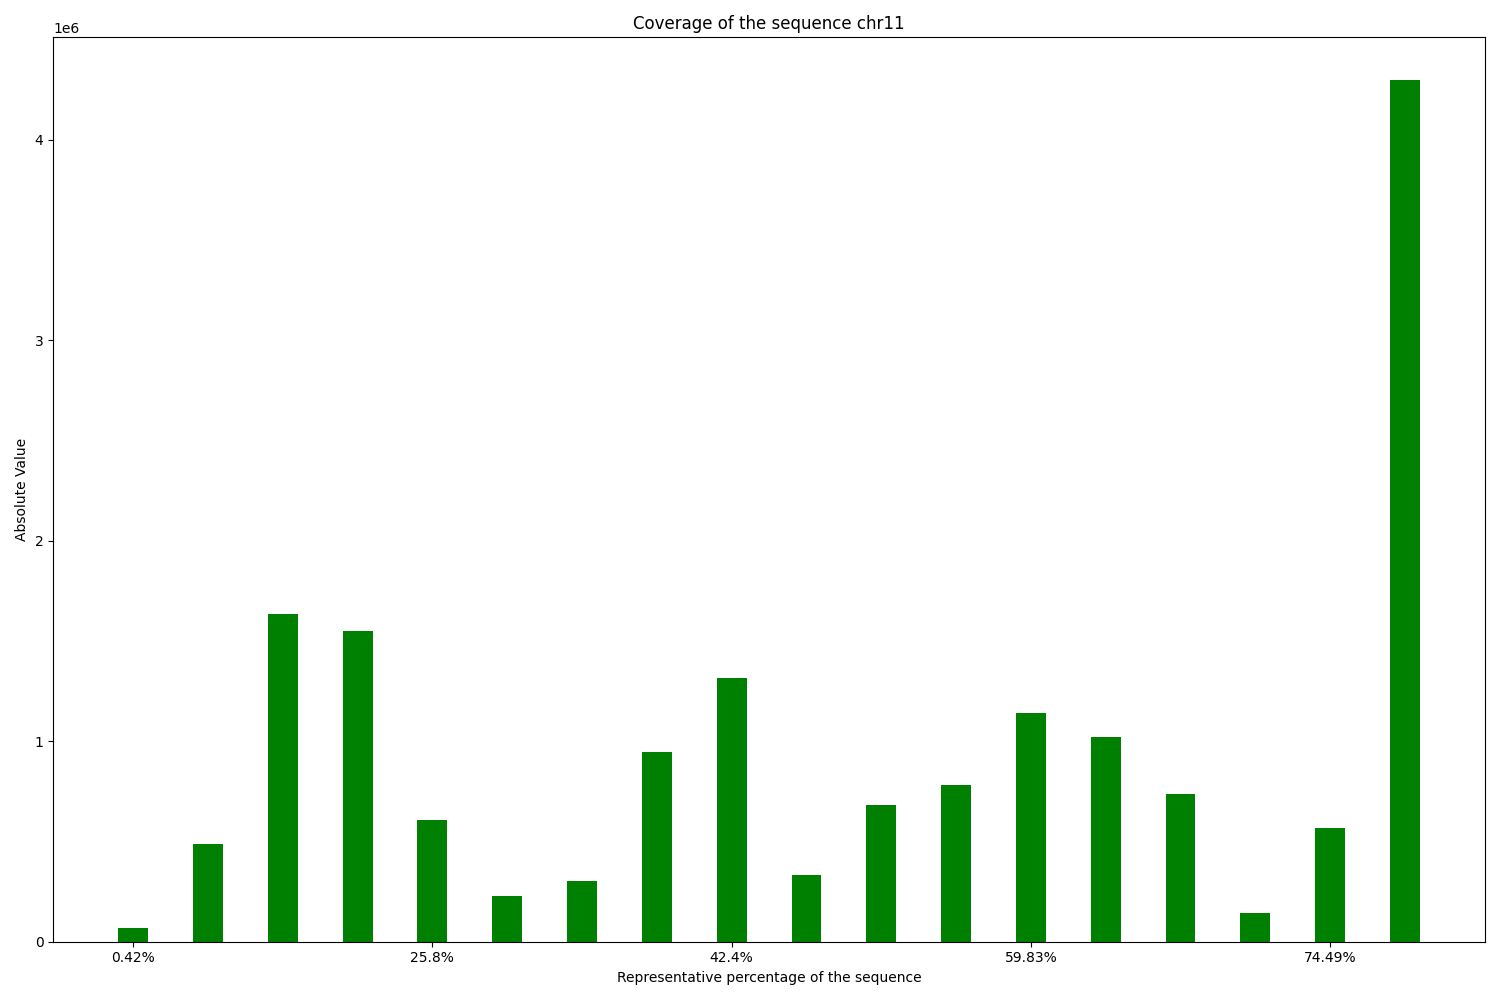 Coverage of the sequence chr11
1e6
4
3
2
1
0
Absolute Value
0.42% 25.8% 42.4% 59.83% 74.49%
Representative percentage of the sequence